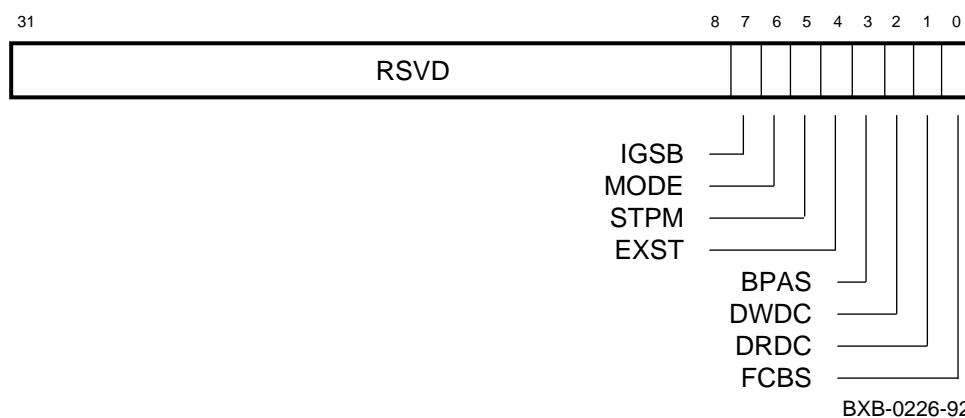 31 8 7 6 5 4 3 2 1 0
RSVD
IGSB
MODE
STPM
EXST
BPAS
DWDC
DRDC
FCBS
BXB-0226-92